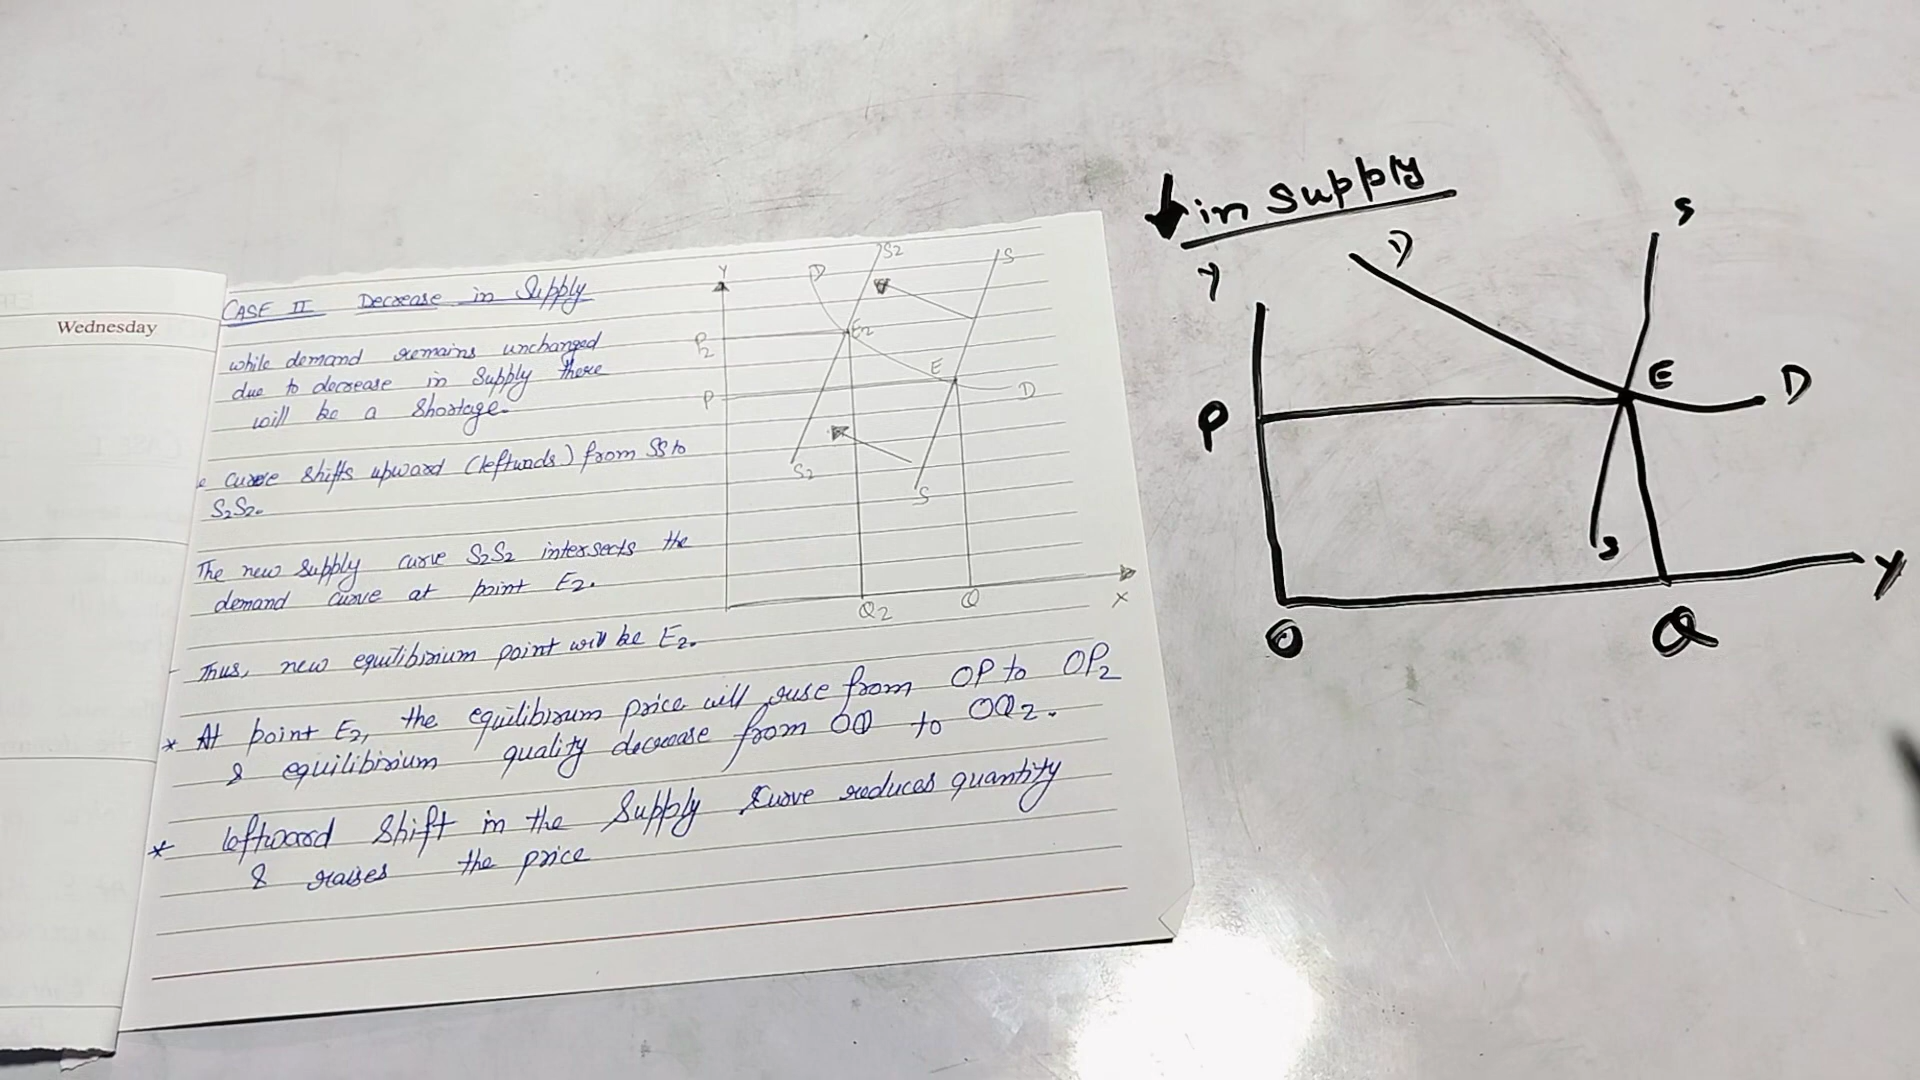 Wednesday
CASE II Decrease in Supply
while demand remains unchanged
due to decrease in Supply there
will be a Shortage.
curve shifts upward (leftwads) from SS to
S2S2.
The new supply curve S2S2 intersects the
demand curve at point E2.
Thus, new equilibrium point will be E2.
* At point E2, the equilibrium price will ruse from OP to OP2
& equilibrium quality decrease from OQ to OQ2.
* leftward Shift in the Supply Curve reduces quantity
& raises the price
Y
D
S2
S
P2
E2
P
E
D
S2
S
Q2
Q
X
↓ in supply
Y
D
S
P
E
D
S
O
Q
Y